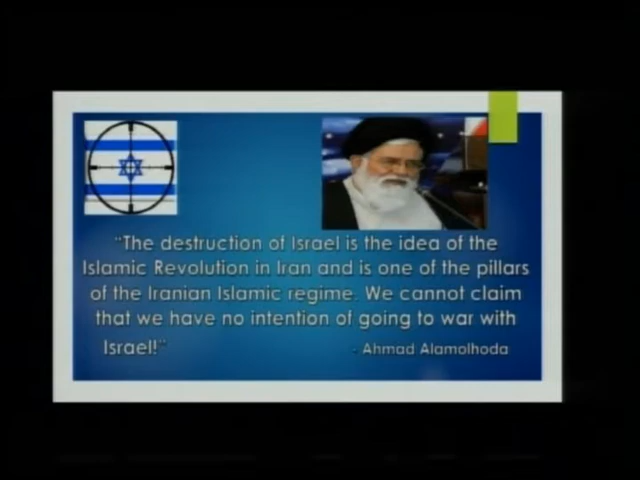 "The destruction of Israel is the idea of the
Islamic Revolution in Iran and is one of the pillars
of the Iranian Islamic regime. We cannot claim
that we have no intention of going to war with
Israel!"
- Ahmad Alamolhoda